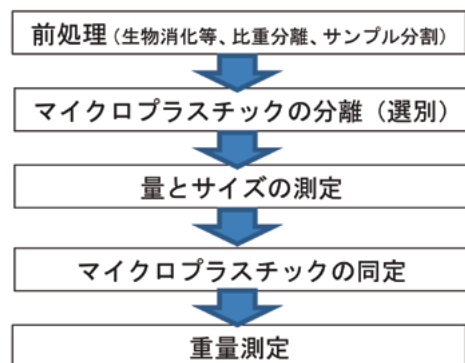 前処理（生物消化等、比重分離、サンプル分割）
マイクロプラスチックの分離（選別）
量とサイズの測定
マイクロプラスチックの同定
重量測定